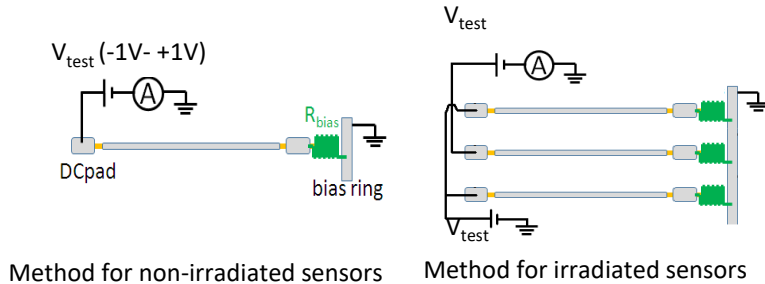 V_test (-1V- +1V)
A
R_bias
DCpad
bias ring
Method for non-irradiated sensors
V_test
A
V_test
Method for irradiated sensors